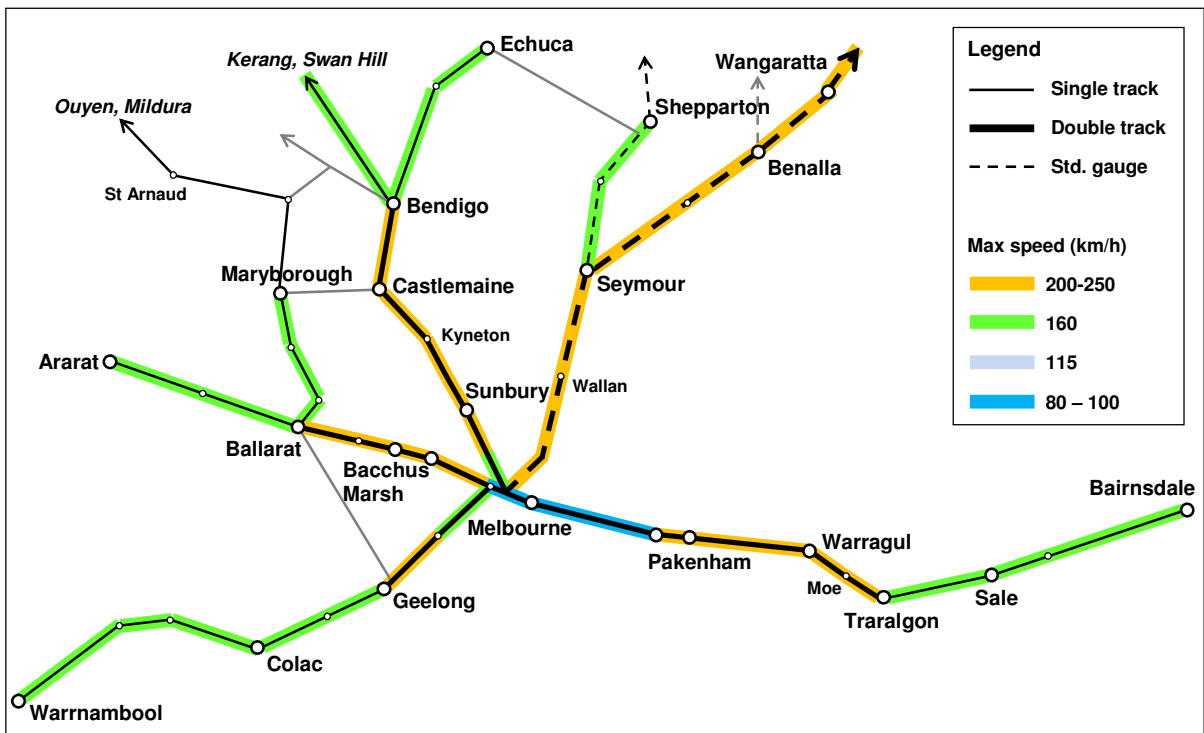 Echuca
Kerang, Swan Hill
Wangaratta
Ouyen, Mildura
Shepparton
Benalla
St Arnaud
Bendigo
Maryborough
Castlemaine
Seymour
Kyneton
Ararat
Sunbury
Wallan
Ballarat
Bacchus
Marsh
Melbourne
Pakenham
Warragul
Moe
Traralgon
Sale
Bairnsdale
Geelong
Colac
Warrnambool
Legend
Single track
Double track
Std. gauge
Max speed (km/h)
200-250
160
115
80 – 100